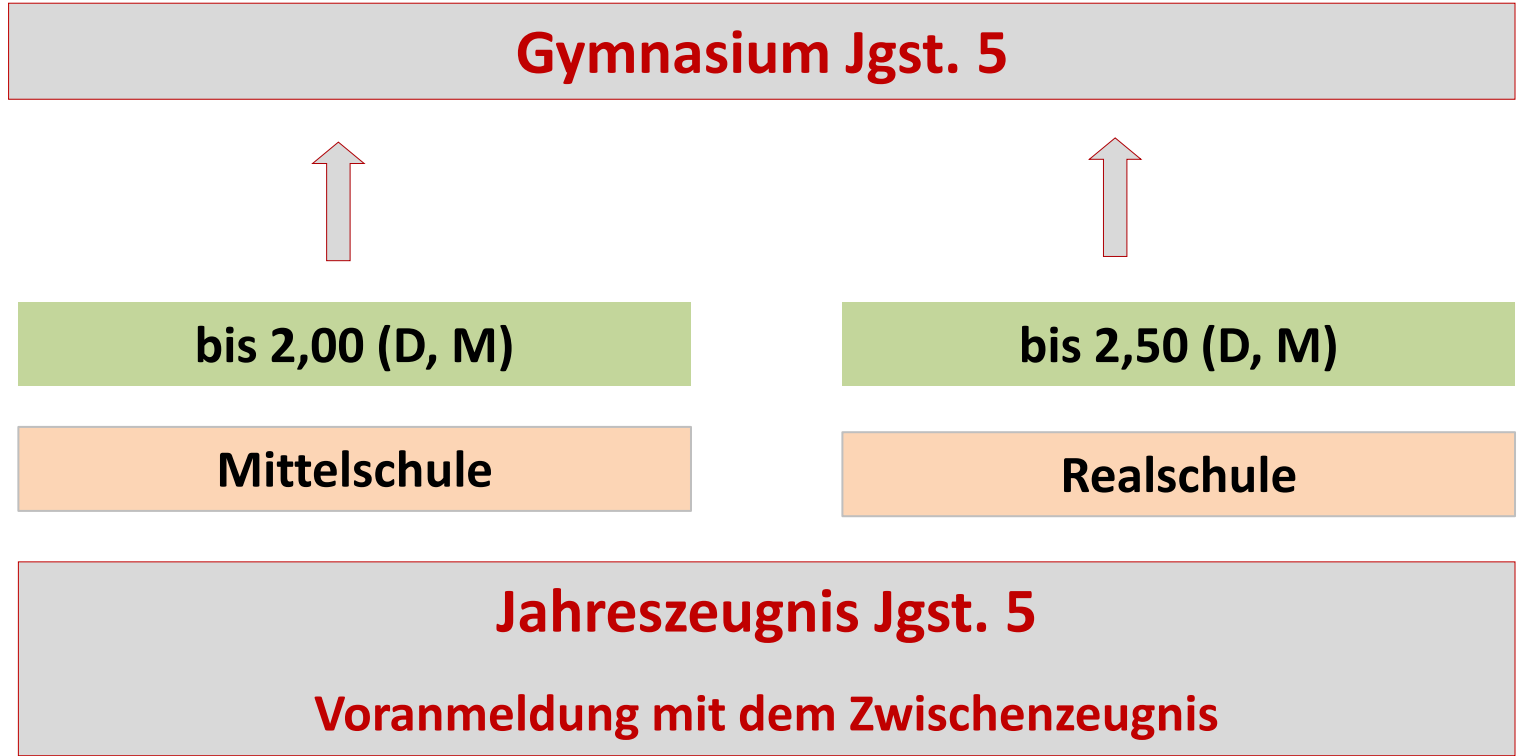 Gymnasium Jgst. 5
bis 2,00 (D, M)
bis 2,50 (D, M)
Mittelschule
Realschule
Jahreszeugnis Jgst. 5
Voranmeldung mit dem Zwischenzeugnis